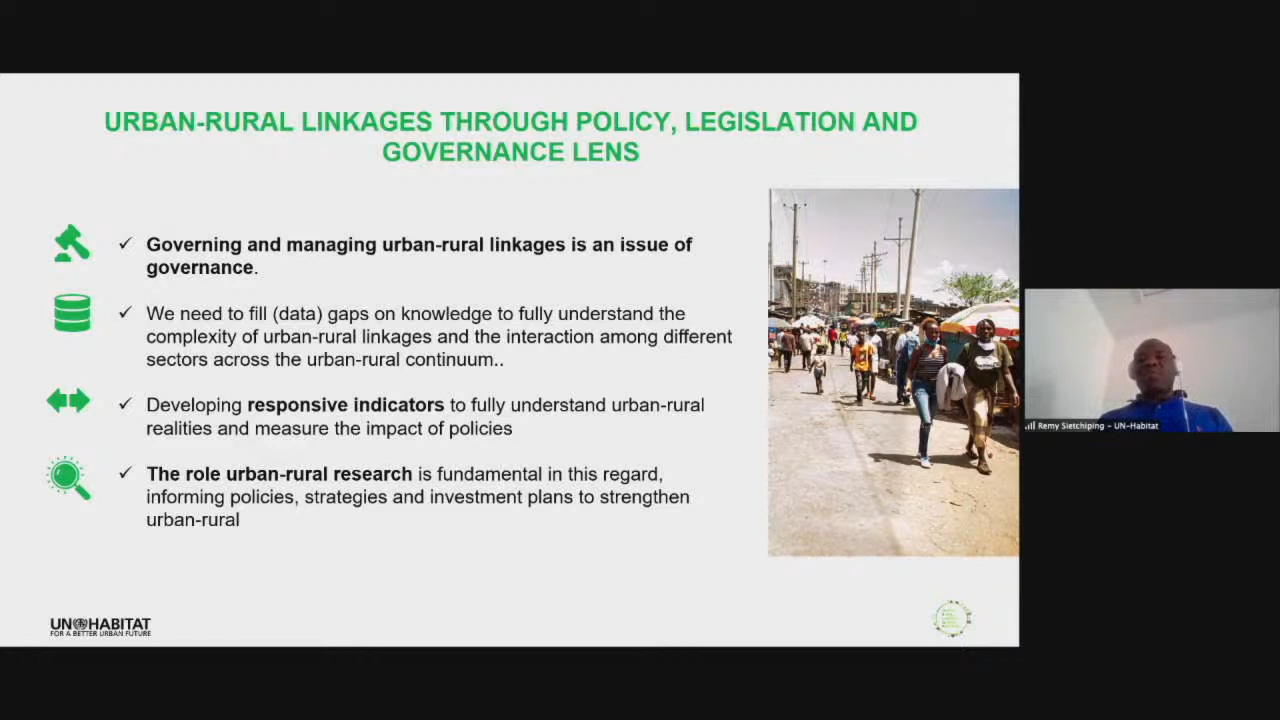 URBAN-RURAL LINKAGES THROUGH POLICY, LEGISLATION AND
GOVERNANCE LENS
✓ Governing and managing urban-rural linkages is an issue of
governance.
✓ We need to fill (data) gaps on knowledge to fully understand the
complexity of urban-rural linkages and the interaction among different
sectors across the urban-rural continuum..
✓ Developing responsive indicators to fully understand urban-rural
realities and measure the impact of policies
✓ The role urban-rural research is fundamental in this regard,
informing policies, strategies and investment plans to strengthen
urban-rural
UN HABITAT
FOR A BETTER URBAN FUTURE
Remy Sietchiping - UN-Habitat